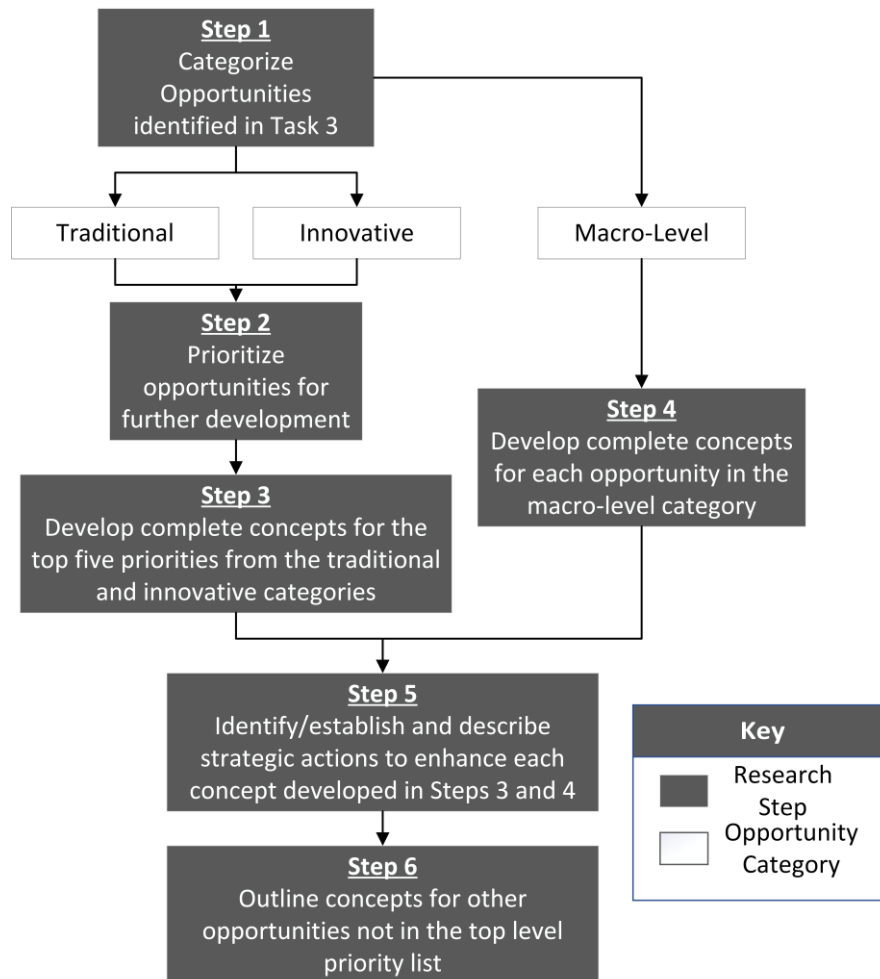 Step 1
Categorize
Opportunities
identified in Task 3
Traditional
Innovative
Macro-Level
Step 2
Prioritize
opportunities for
further development
Step 3
Develop complete concepts for the
top five priorities from the traditional
and innovative categories
Step 4
Develop complete concepts
for each opportunity in the
macro-level category
Step 5
Identify/establish and describe
strategic actions to enhance each
concept developed in Steps 3 and 4
Step 6
Outline concepts for other
opportunities not in the top level
priority list
Key
Research
Step
Opportunity
Category